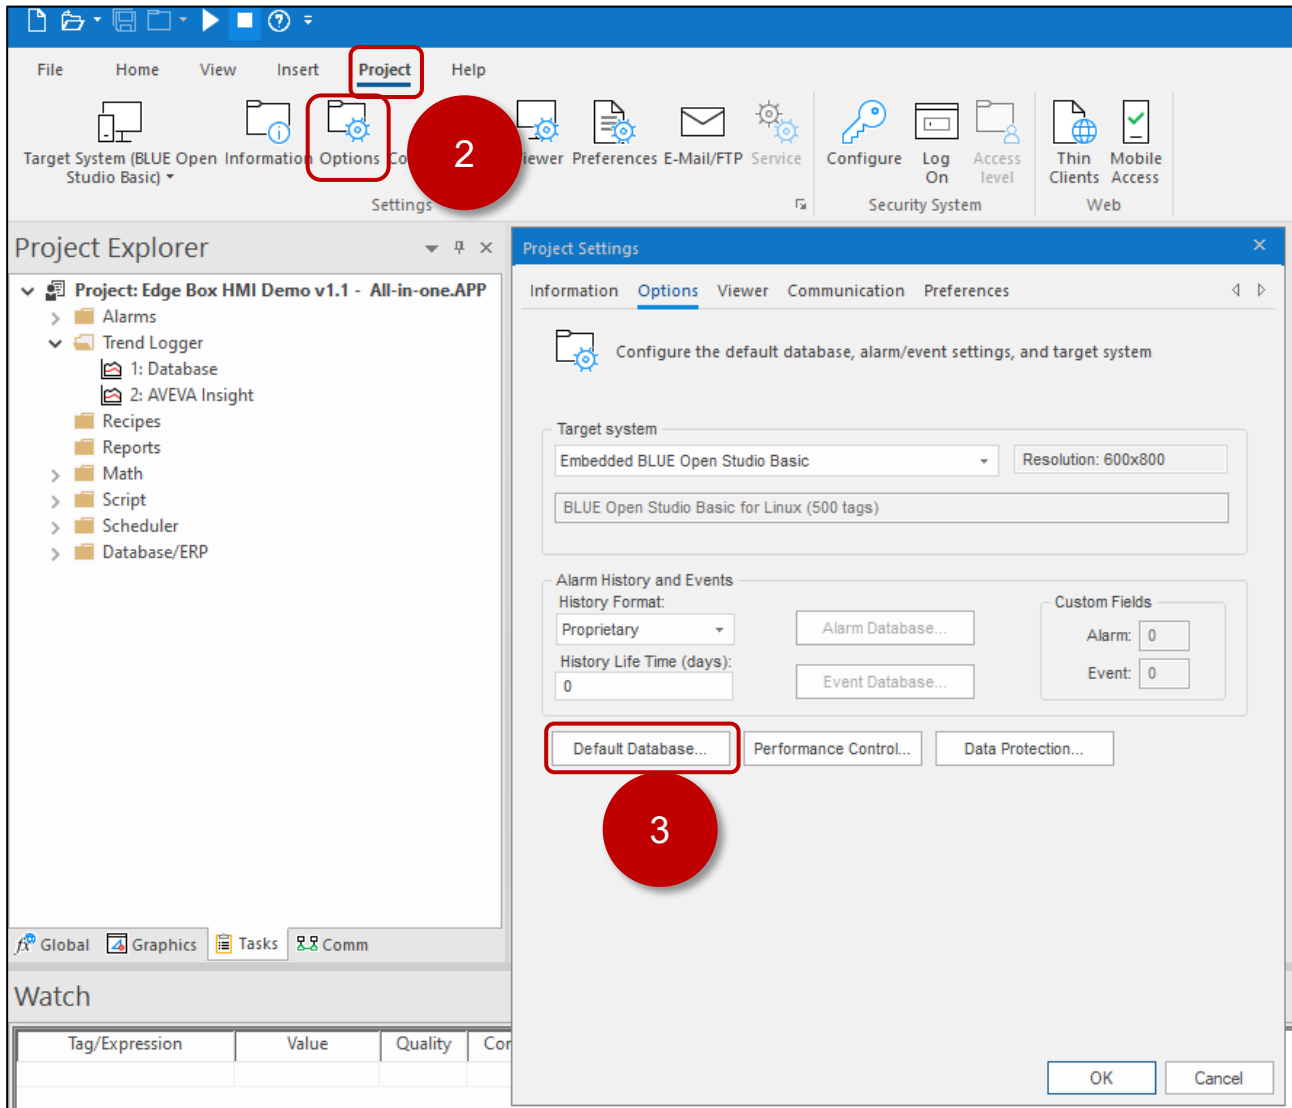 File Home View Insert Project Help
Target System (BLUE Open Studio Basic)
Information
Options
2
Preferences
E-Mail/FTP
Service
Configure
Log On
Access level
Thin Clients
Mobile Access
Settings
Security System
Web
Project Explorer
Project: Edge Box HMI Demo v1.1 - All-in-one.APP
Alarms
Trend Logger
1: Database
2: AVEVA Insight
Recipes
Reports
Math
Script
Scheduler
Database/ERP
Global Graphics Tasks Comm
Project Settings
Information Options Viewer Communication Preferences
Configure the default database, alarm/event settings, and target system
Target system
Embedded BLUE Open Studio Basic
Resolution: 600x800
BLUE Open Studio Basic for Linux (500 tags)
Alarm History and Events
History Format:
Proprietary
Alarm Database...
History Life Time (days):
0
Event Database...
Custom Fields
Alarm: 0
Event: 0
Default Database... Performance Control... Data Protection...
3
OK Cancel
Watch
Tag/Expression Value Quality